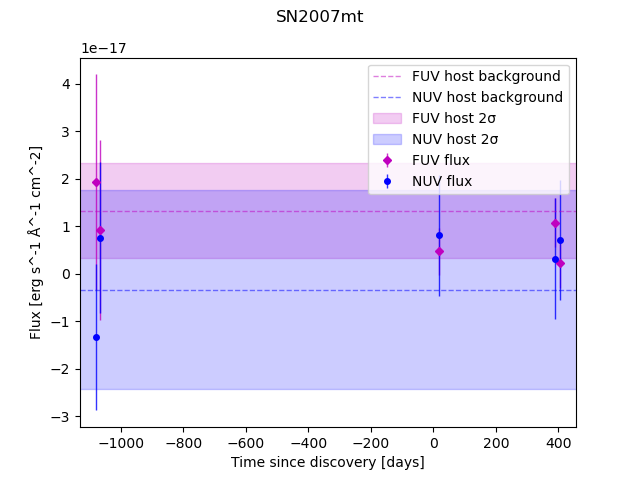 SN2007mt
1e−17
FUV host background
NUV host background
FUV host 2σ
NUV host 2σ
FUV flux
NUV flux
4
3
2
1
0
−1
−2
−3
Flux [erg s^-1 Å^-1 cm^-2]
−1000 −800 −600 −400 −200 0 200 400
Time since discovery [days]